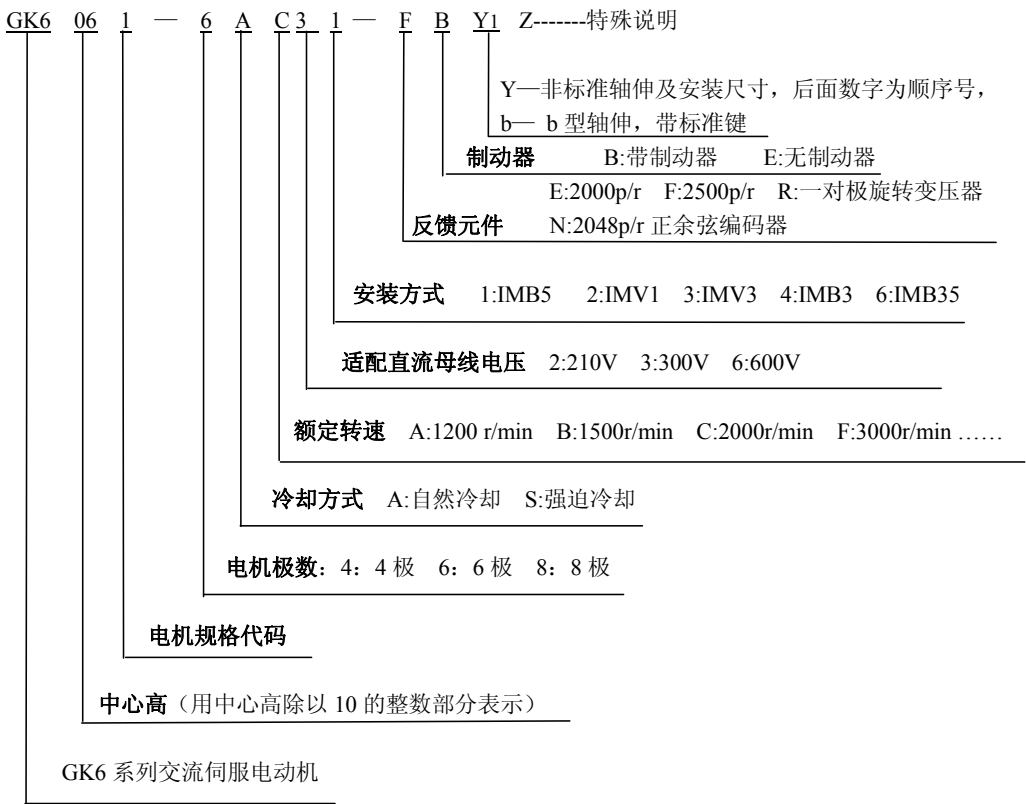 GK6 06 1 — 6 A C 3 1 — F B Y1 Z-------特殊说明
Y—非标准轴伸及安装尺寸，后面数字为顺序号，
b— b 型轴伸，带标准键
制动器 B:带制动器 E:无制动器
E:2000p/r F:2500p/r R:一对极旋转变压器
反馈元件 N:2048p/r 正余弦编码器
安装方式 1:IMB5 2:IMV1 3:IMV3 4:IMB3 6:IMB35
适配直流母线电压 2:210V 3:300V 6:600V
额定转速 A:1200 r/min B:1500r/min C:2000r/min F:3000r/min ……
冷却方式 A:自然冷却 S:强迫冷却
电机极数：4：4 极 6：6 极 8：8 极
电机规格代码
中心高（用中心高除以 10 的整数部分表示）
GK6 系列交流伺服电动机